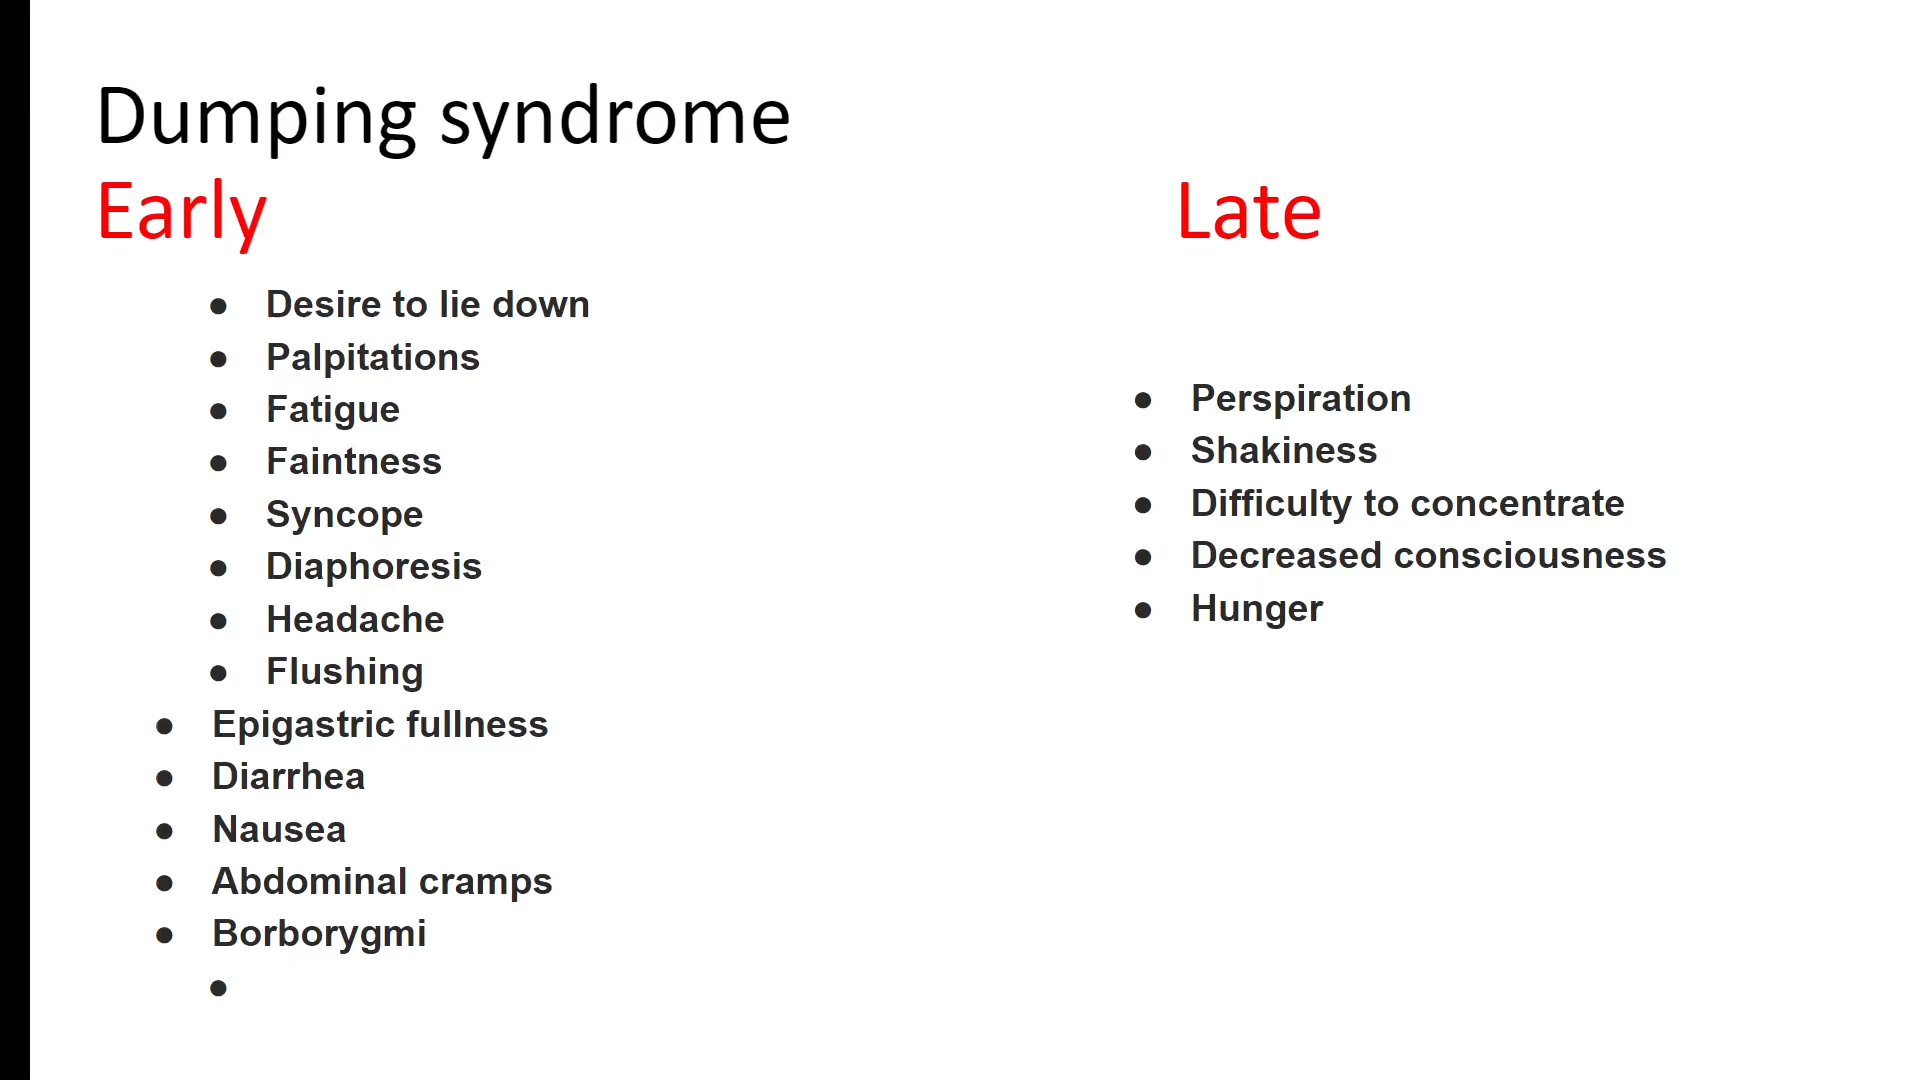 Dumping syndrome
Early
Late
● Desire to lie down
● Palpitations
● Fatigue
● Faintness
● Syncope
● Diaphoresis
● Headache
● Flushing
● Epigastric fullness
● Diarrhea
● Nausea
● Abdominal cramps
● Borborygmi
●
● Perspiration
● Shakiness
● Difficulty to concentrate
● Decreased consciousness
● Hunger